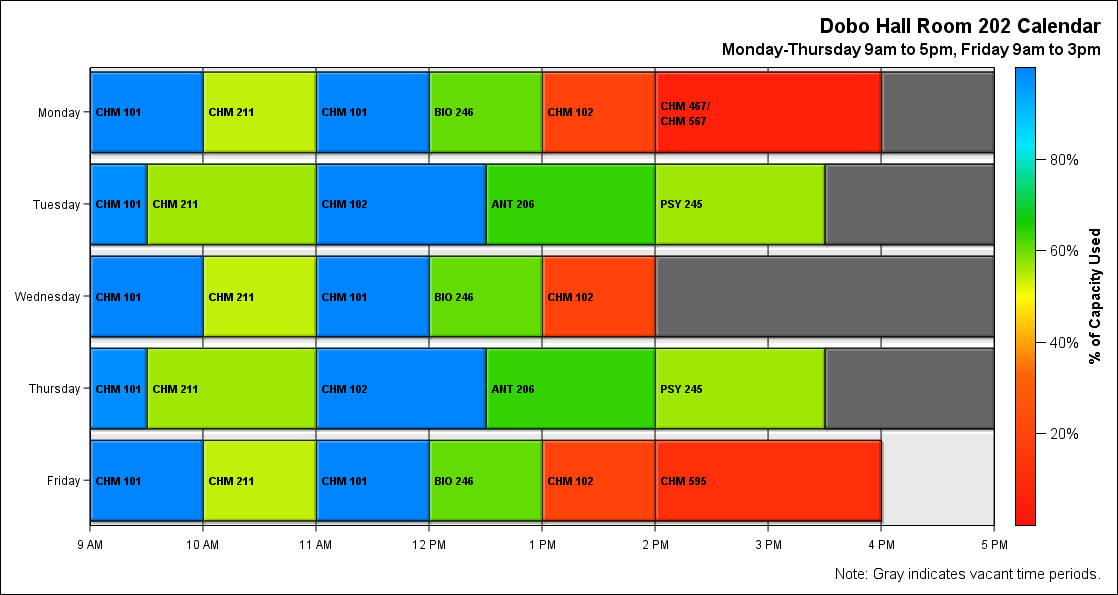 Dobo Hall Room 202 Calendar
Monday-Thursday 9am to 5pm, Friday 9am to 3pm
Monday
CHM 101
CHM 211
CHM 101
BIO 246
CHM 102
CHM 467/
CHM 567
Tuesday
CHM 101
CHM 211
CHM 102
ANT 206
PSY 245
Wednesday
CHM 101
CHM 211
CHM 101
BIO 246
CHM 102
Thursday
CHM 101
CHM 211
CHM 102
ANT 206
PSY 245
Friday
CHM 101
CHM 211
CHM 101
BIO 246
CHM 102
CHM 595
9 AM
10 AM
11 AM
12 PM
1 PM
2 PM
3 PM
4 PM
5 PM
80%
60%
40%
20%
% of Capacity Used
Note: Gray indicates vacant time periods.